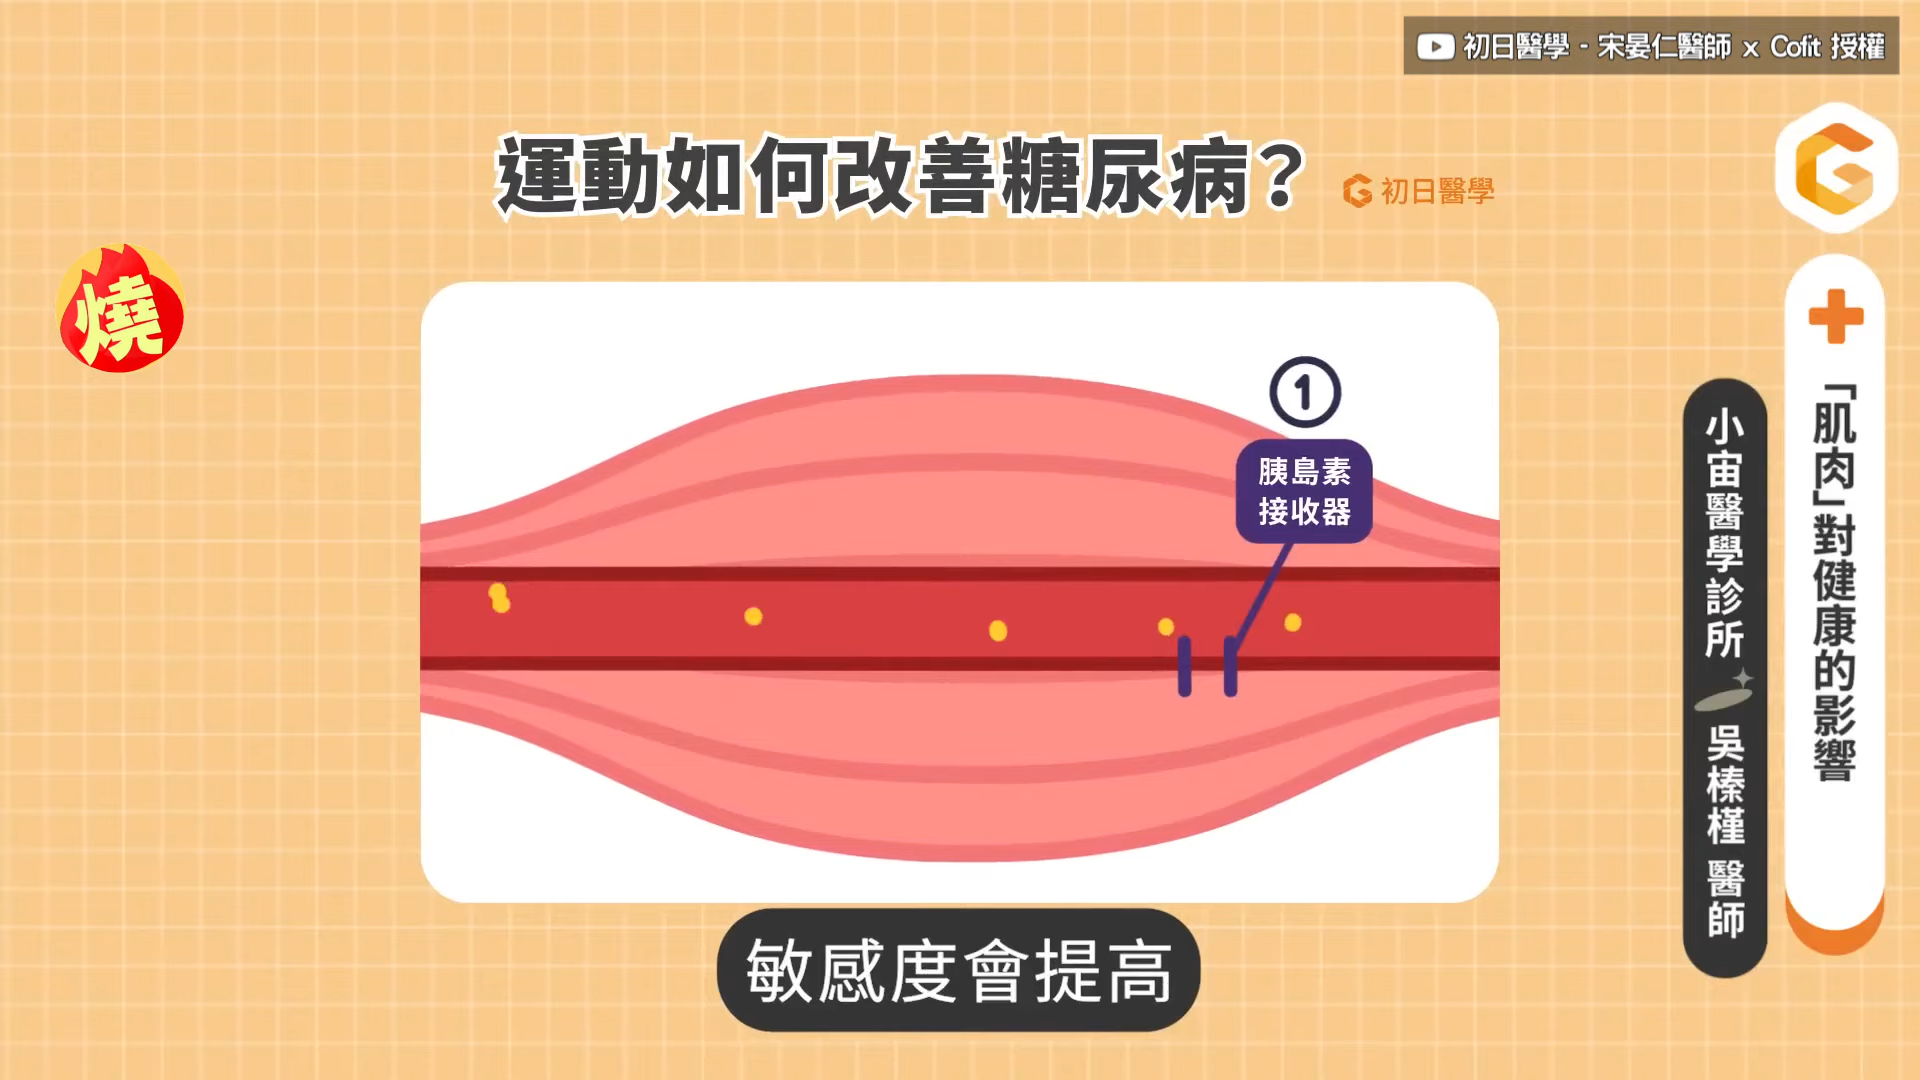 初日醫學 - 宋晏仁醫師 x Cofit 授權
運動如何改善糖尿病？
初日醫學
燒
1
胰島素
接收器
「肌肉」對健康的影響
小宙醫學診所
吳榛槿 醫師
敏感度會提高